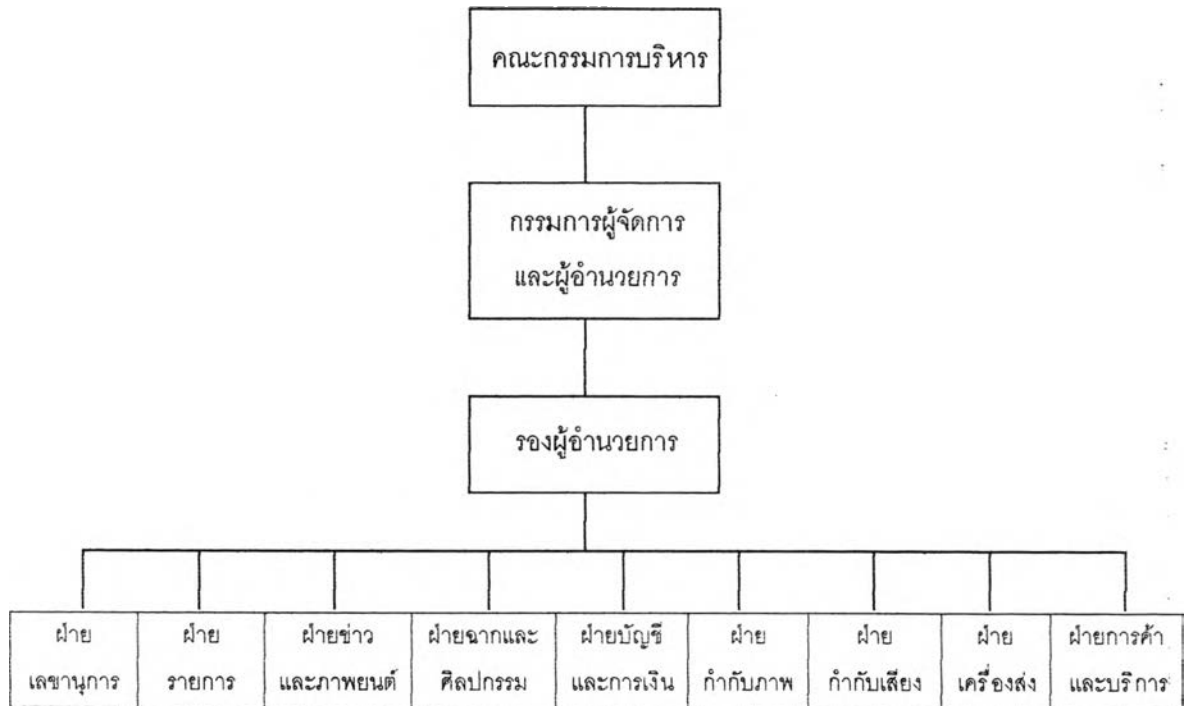 คณะกรรมการบริหาร
กรรมการผู้จัดการ
และผู้อำนวยการ
รองผู้อำนวยการ
ฝ่าย
เลขานุการ
ฝ่าย
รายการ
ฝ่ายข่าว
และภาพยนต์
ฝ่ายฉากและ
ศิลปกรรม
ฝ่ายบัญชี
และการเงิน
ฝ่าย
กำกับภาพ
ฝ่าย
กำกับเสียง
ฝ่าย
เครื่องส่ง
ฝ่ายการค้า
และบริการ